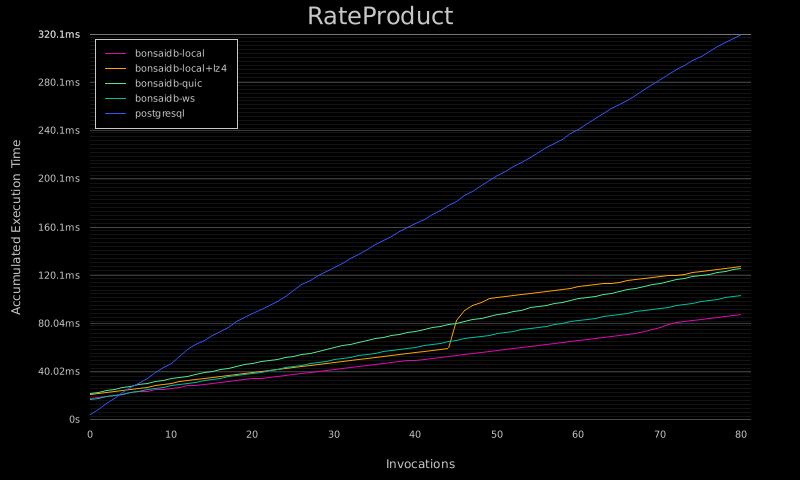 RateProduct
320.1ms
280.1ms
240.1ms
200.1ms
160.1ms
120.1ms
80.04ms
40.02ms
0s
bonsaidb-local
bonsaidb-local+lz4
bonsaidb-quic
bonsaidb-ws
postgresql
Accumulated Execution Time
0 10 20 30 40 50 60 70 80
Invocations